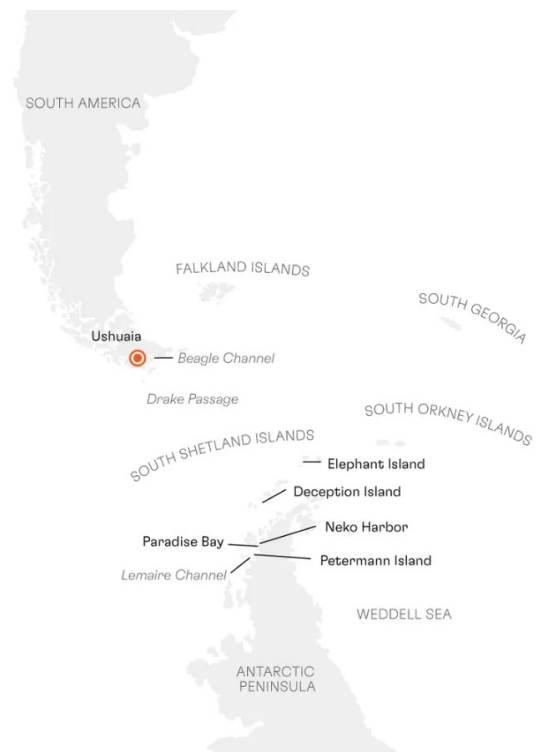 SOUTH AMERICA
FALKLAND ISLANDS
SOUTH GEORGIA
Ushuaia
Beagle Channel
Drake Passage
SOUTH ORKNEY ISLANDS
SOUTH SHETLAND ISLANDS
Elephant Island
Deception Island
Neko Harbor
Paradise Bay
Petermann Island
Lemaire Channel
WEDDELL SEA
ANTARCTIC
PENINSULA